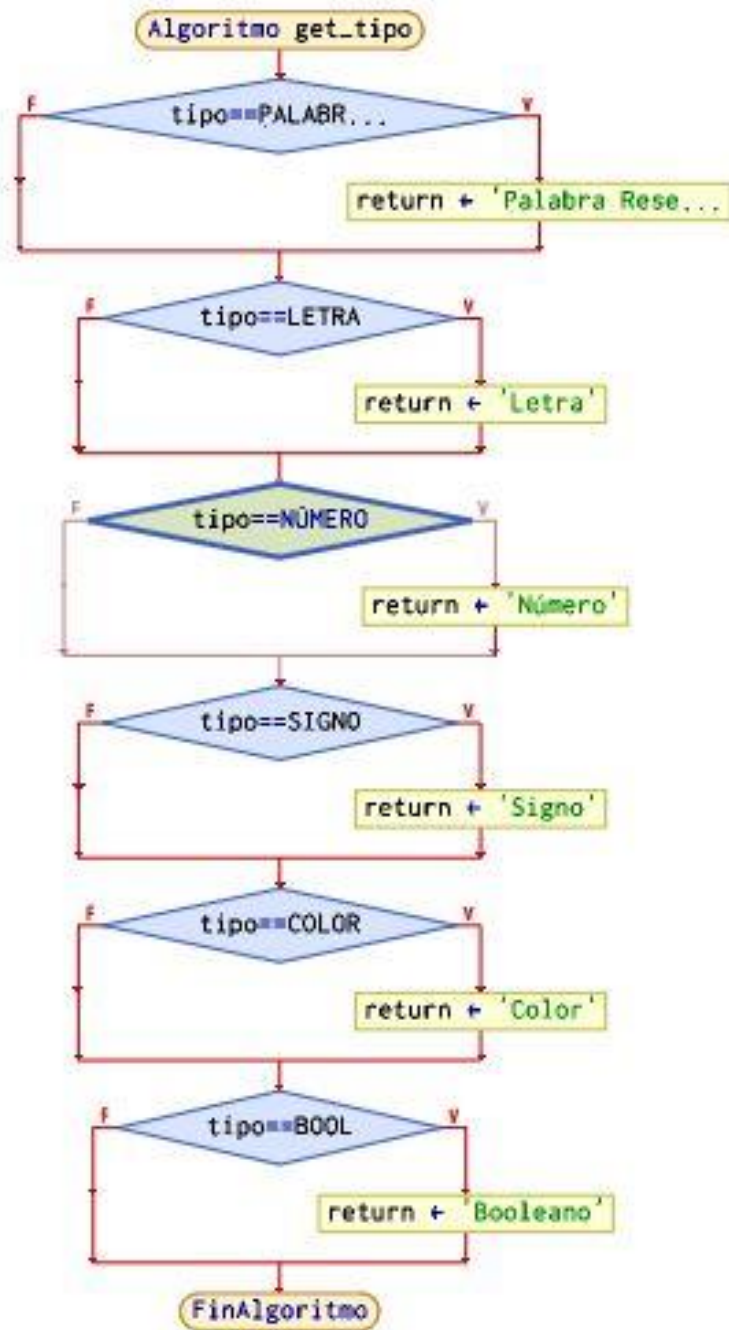 Algoritmo get_tipo
tipo==PALABR...
F
V
return ← 'Palabra Rese...
tipo==LETRA
F
V
return ← 'Letra'
tipo==NÚMERO
F
V
return ← 'Número'
tipo==SIGNO
F
V
return ← 'Signo'
tipo==COLOR
F
V
return ← 'Color'
tipo==BOOL
F
V
return ← 'Booleano'
FinAlgoritmo